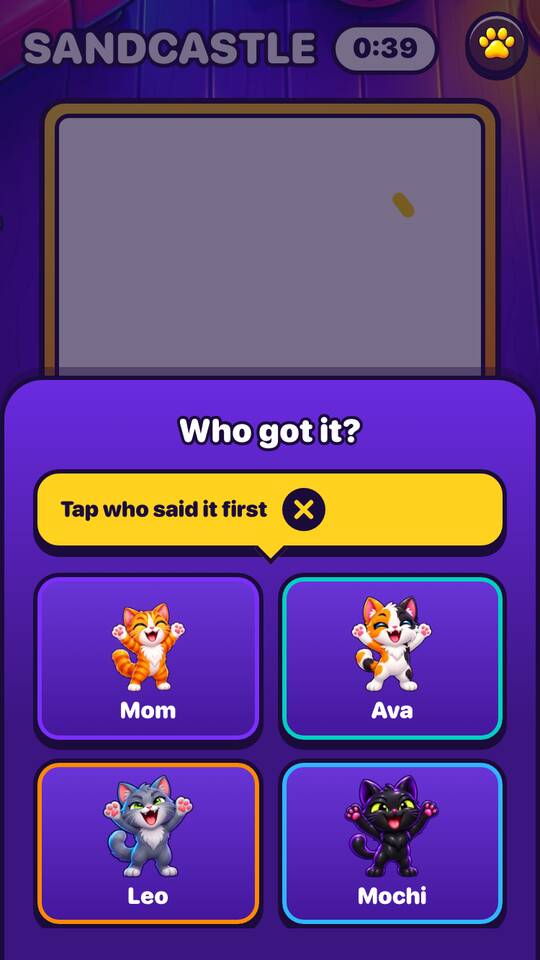 SANDCASTLE 0:39
Who got it?
Tap who said it first
Mom Ava
Leo Mochi